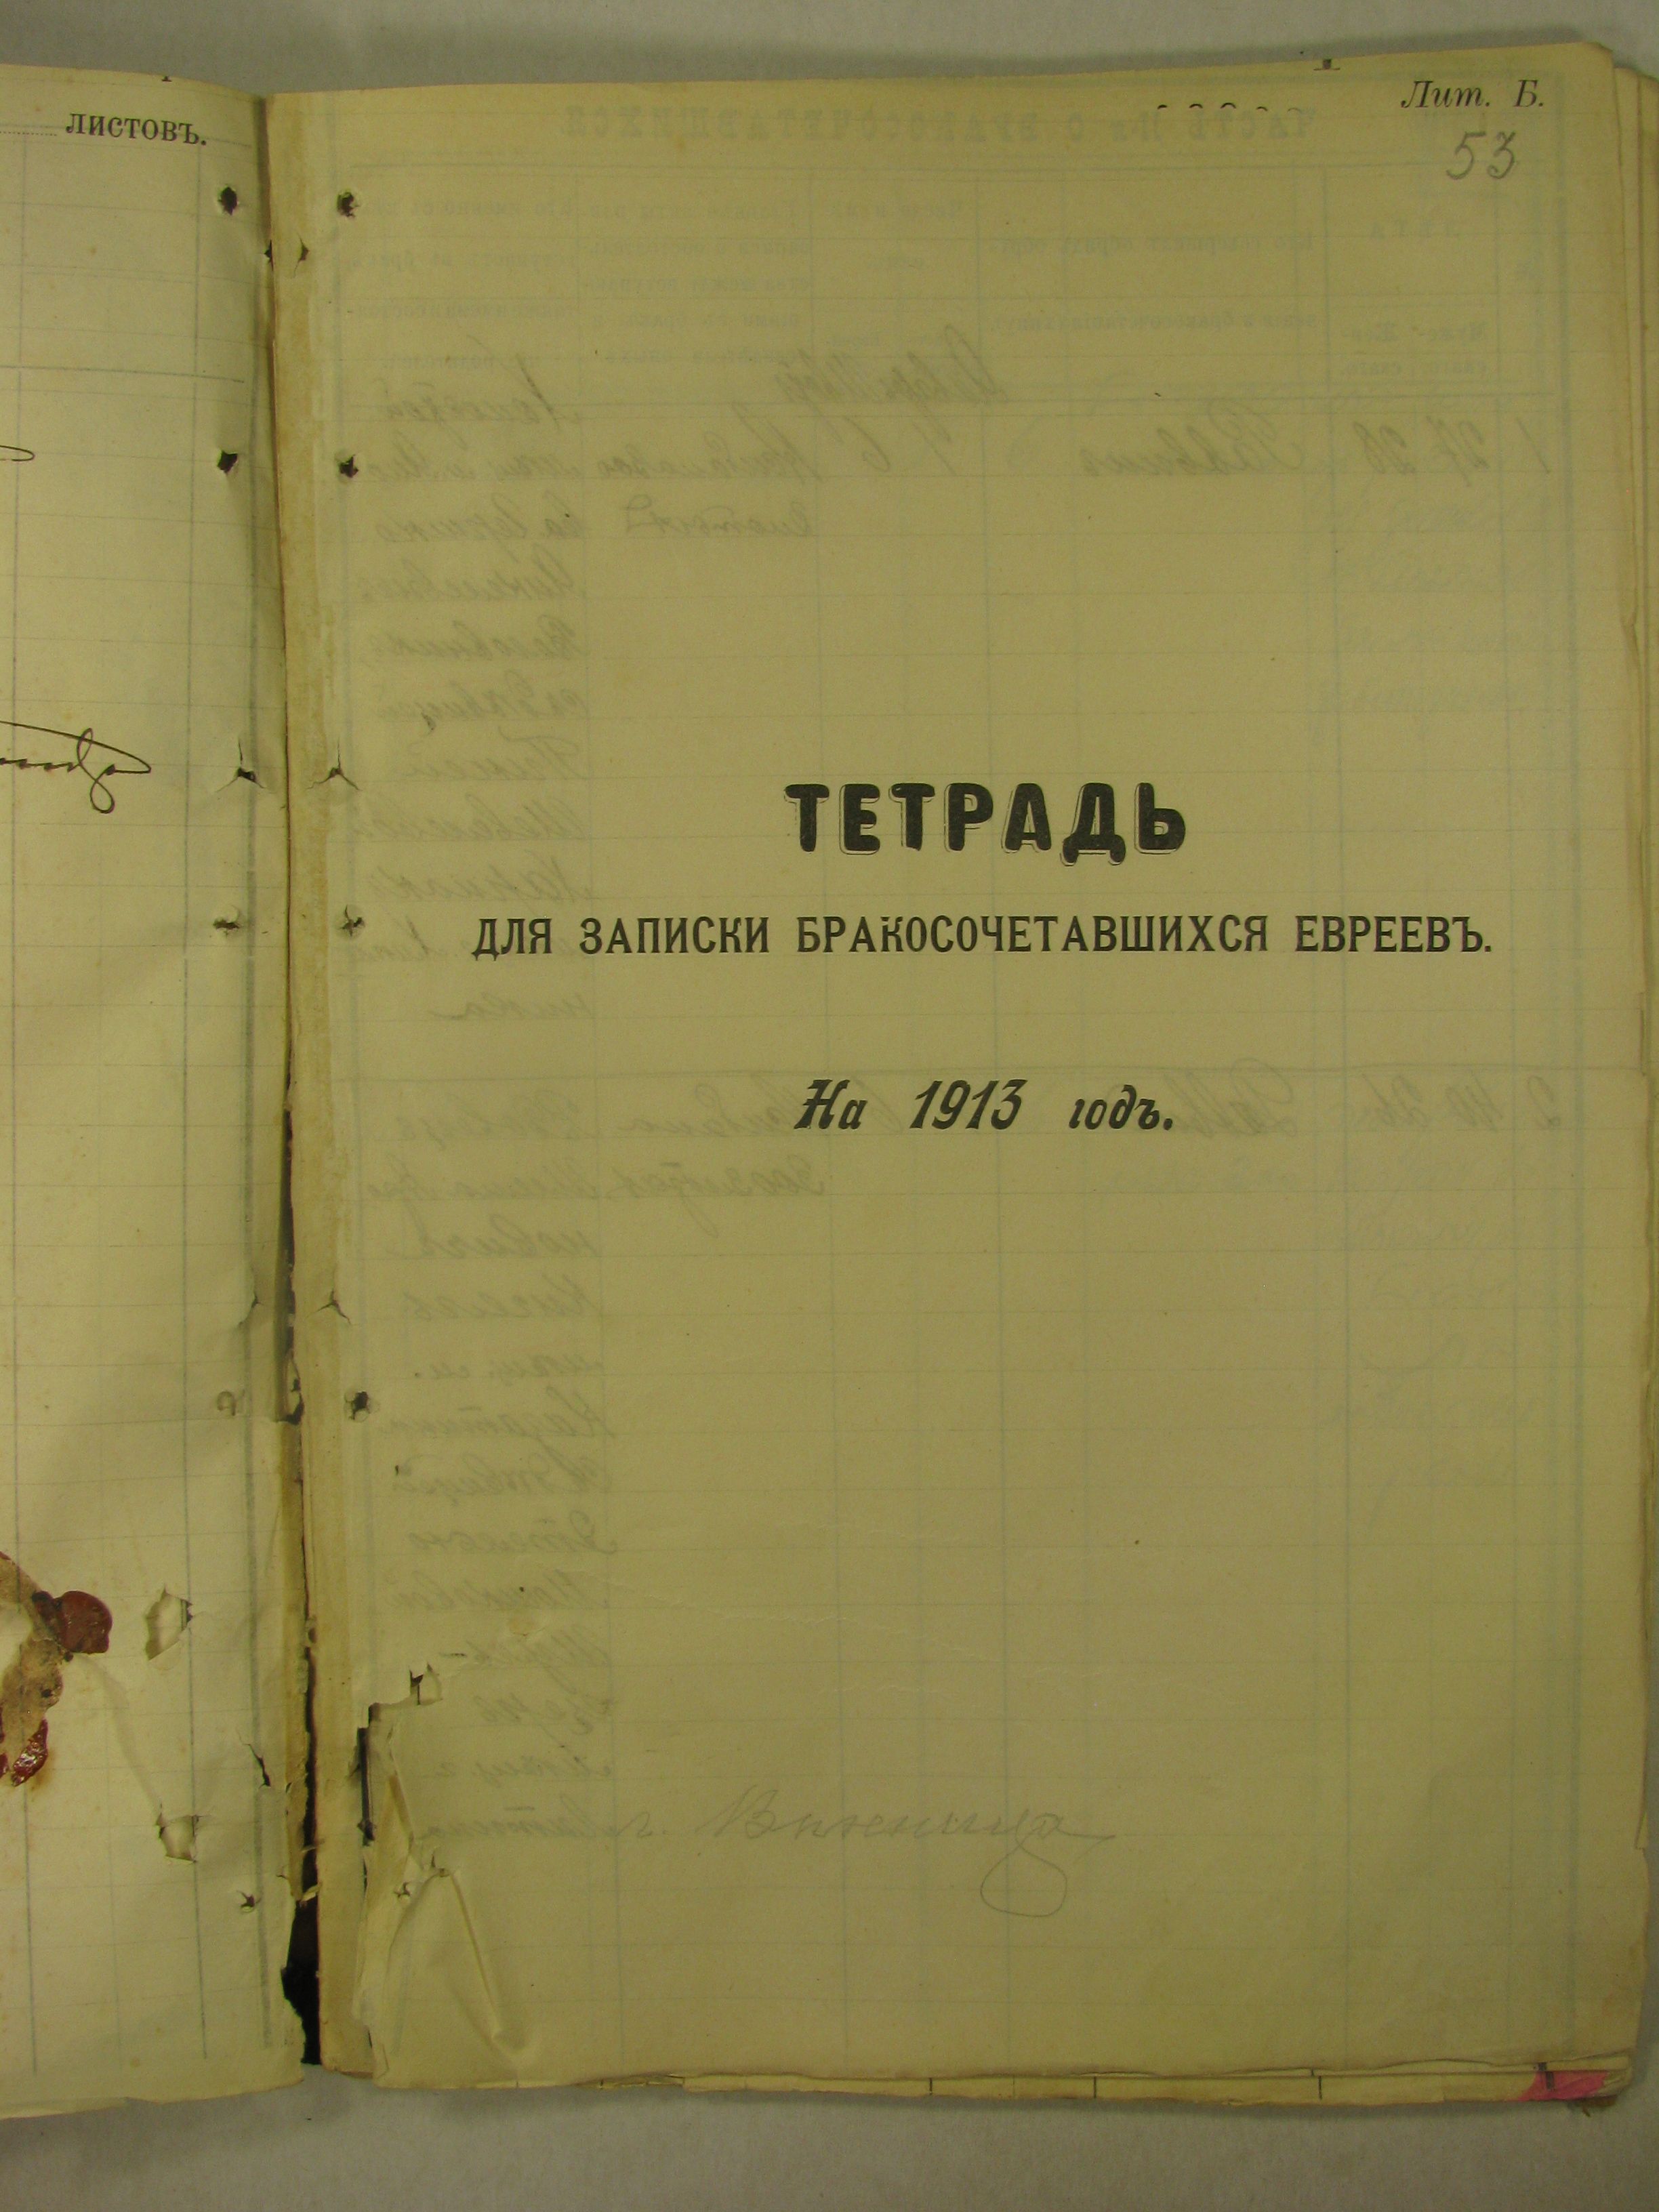 листовъ.
Лит. Б.
53
ТЕТРАДЬ
ДЛЯ ЗАПИСКИ БРАКОСОЧЕТАВШИХСЯ ЕВРЕЕВЪ.
На 1913 годъ.
г. Винница